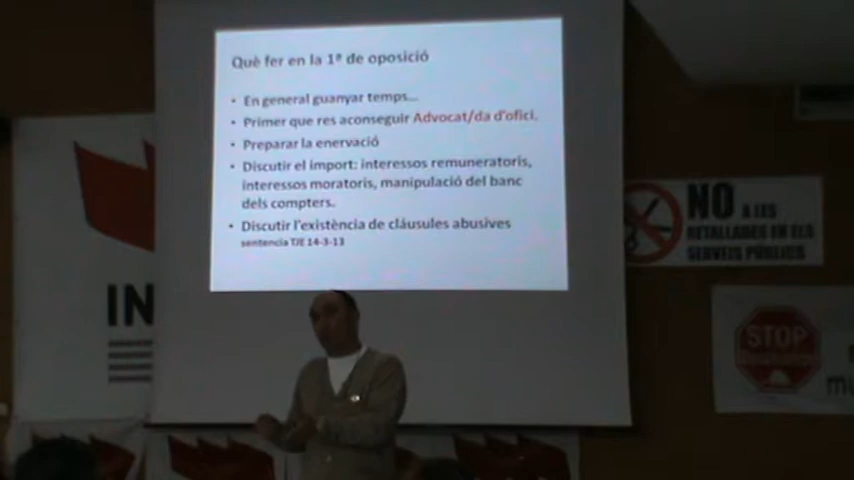 Què fer en la 1ª de oposició
• En general guanyar temps...
• Primer que res aconseguir Advocat/da d'ofici.
• Preparar la enervació
• Discutir el import: interessos remuneratoris,
interessos moratoris, manipulació del banc
dels compters.
• Discutir l'existència de cláusules abusives
sentencia TJE 14-3-13
IN
NO A LES
RETALLADES EN ELS
SERVEIS PÚBLICS
STOP